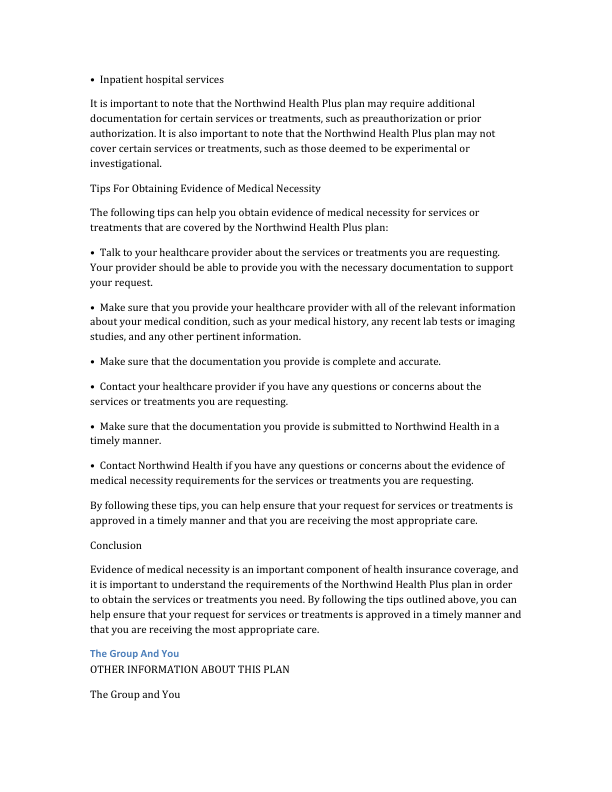 • Inpatient hospital services
It is important to note that the Northwind Health Plus plan may require additional
documentation for certain services or treatments, such as preauthorization or prior
authorization. It is also important to note that the Northwind Health Plus plan may not
cover certain services or treatments, such as those deemed to be experimental or
investigational.
Tips For Obtaining Evidence of Medical Necessity
The following tips can help you obtain evidence of medical necessity for services or
treatments that are covered by the Northwind Health Plus plan:
• Talk to your healthcare provider about the services or treatments you are requesting.
Your provider should be able to provide you with the necessary documentation to support
your request.
• Make sure that you provide your healthcare provider with all of the relevant information
about your medical condition, such as your medical history, any recent lab tests or imaging
studies, and any other pertinent information.
• Make sure that the documentation you provide is complete and accurate.
• Contact your healthcare provider if you have any questions or concerns about the
services or treatments you are requesting.
• Make sure that the documentation you provide is submitted to Northwind Health in a
timely manner.
• Contact Northwind Health if you have any questions or concerns about the evidence of
medical necessity requirements for the services or treatments you are requesting.
By following these tips, you can help ensure that your request for services or treatments is
approved in a timely manner and that you are receiving the most appropriate care.
Conclusion
Evidence of medical necessity is an important component of health insurance coverage, and
it is important to understand the requirements of the Northwind Health Plus plan in order
to obtain the services or treatments you need. By following the tips outlined above, you can
help ensure that your request for services or treatments is approved in a timely manner and
that you are receiving the most appropriate care.
The Group And You
OTHER INFORMATION ABOUT THIS PLAN
The Group and You